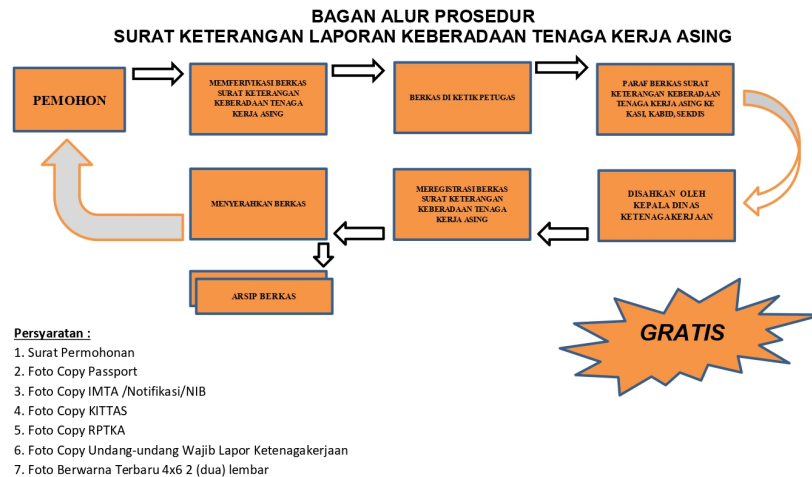 BAGAN ALUR PROSEDUR
SURAT KETERANGAN LAPORAN KEBERADAAN TENAGA KERJA ASING
PEMOHON
MEMFERIVIKASI BERKAS
SURAT KETERANGAN
KEBERADAAN TENAGA
KERJA ASING
BERKAS DI KETIK PETUGAS
PARAF BERKAS SURAT
KETERANGAN KEBERADAAN
TENAGA KERJA ASING KE
KASI, KABID, SEKDIS
DISAHKAN OLEH
KEPALA DINAS
KETENAGAKERJAAN
MEREGISTRASI BERKAS
SURAT KETERANGAN
KEBERADAAN TENAGA
KERJA ASING
MENYERAHKAN BERKAS
ARSIP BERKAS
GRATIS
Persyaratan :
1. Surat Permohonan
2. Foto Copy Passport
3. Foto Copy IMTA /Notifikasi/NIB
4. Foto Copy KITTAS
5. Foto Copy RPTKA
6. Foto Copy Undang-undang Wajib Lapor Ketenagakerjaan
7. Foto Berwarna Terbaru 4x6 2 (dua) lembar